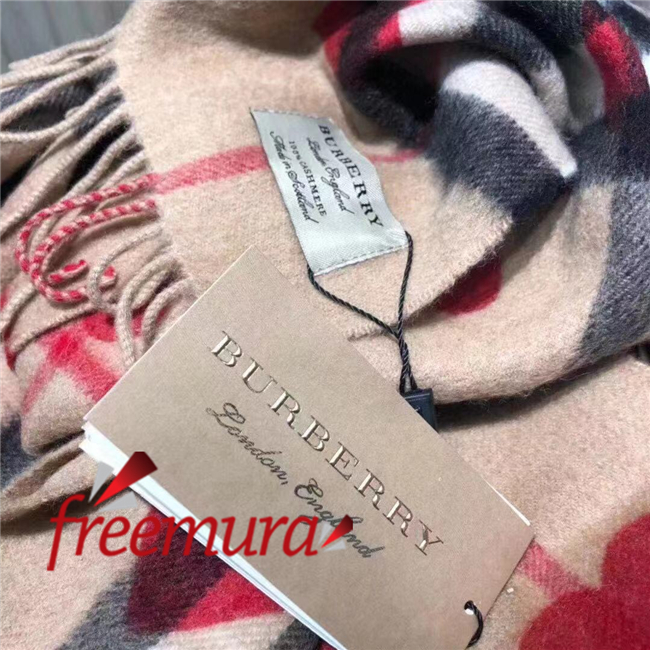 BURBERRY
London England
100% CASHMERE
Made in Scotland
BURBERRY
London, England
freemura